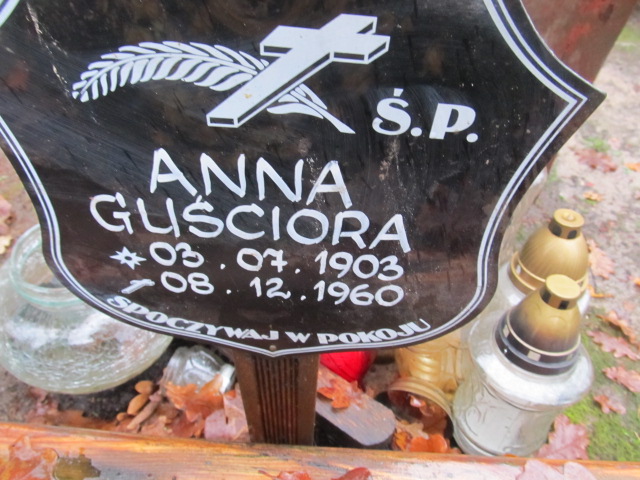 Ś.P.
ANNA
GUŚCIORA
03.07.1903
08.12.1960
SPOCZYWAJ W POKOJU